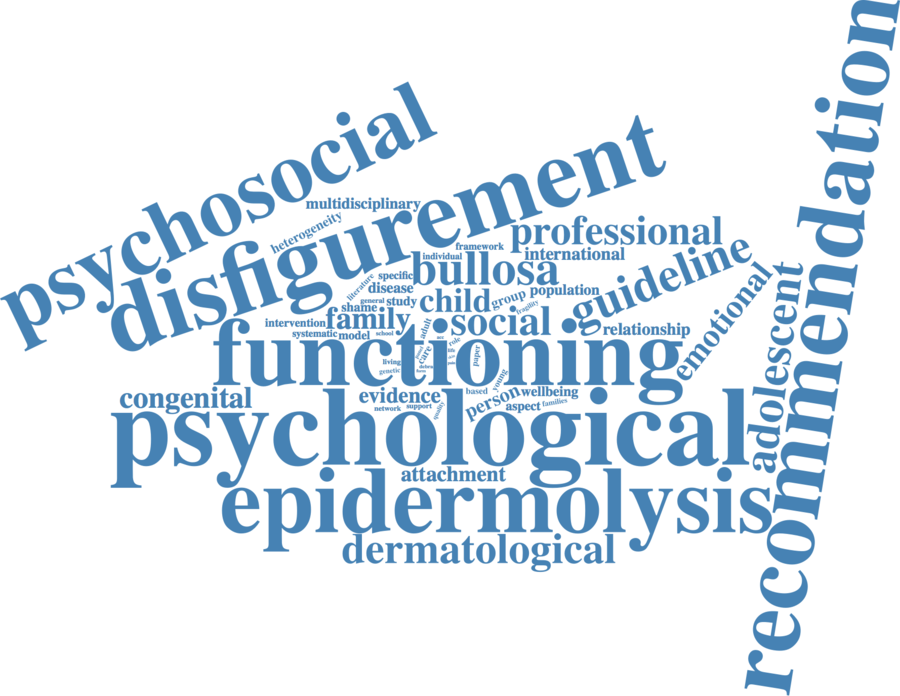 recommendation
psychosocial
disfigurement
multidisciplinary
heterogeneity
professional
framework
international
individual
bullosa
guideline
specific
literature
disease
group
population
emotional
general
study
child
fragility
shame
adolescent
family
social
intervention
adult
relationship
systematic
model
school
role
functioning
life
paper
care
living
genetic
young
congenital
evidence
based
person
wellbeing
network
support
quality
aspect
families
psychological
attachment
epidermolysis
dermatological